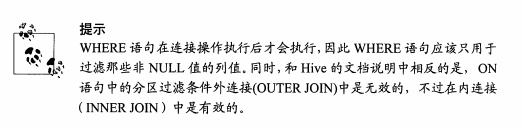 提示
WHERE 语句在连接操作执行后才会执行，因此 WHERE 语句应该只用于
过滤那些非 NULL 值的列值。同时，和 Hive 的文档说明中相反的是，ON
语句中的分区过滤条件外连接(OUTER JOIN)中是无效的，不过在内连接
（INNER JOIN）中是有效的。